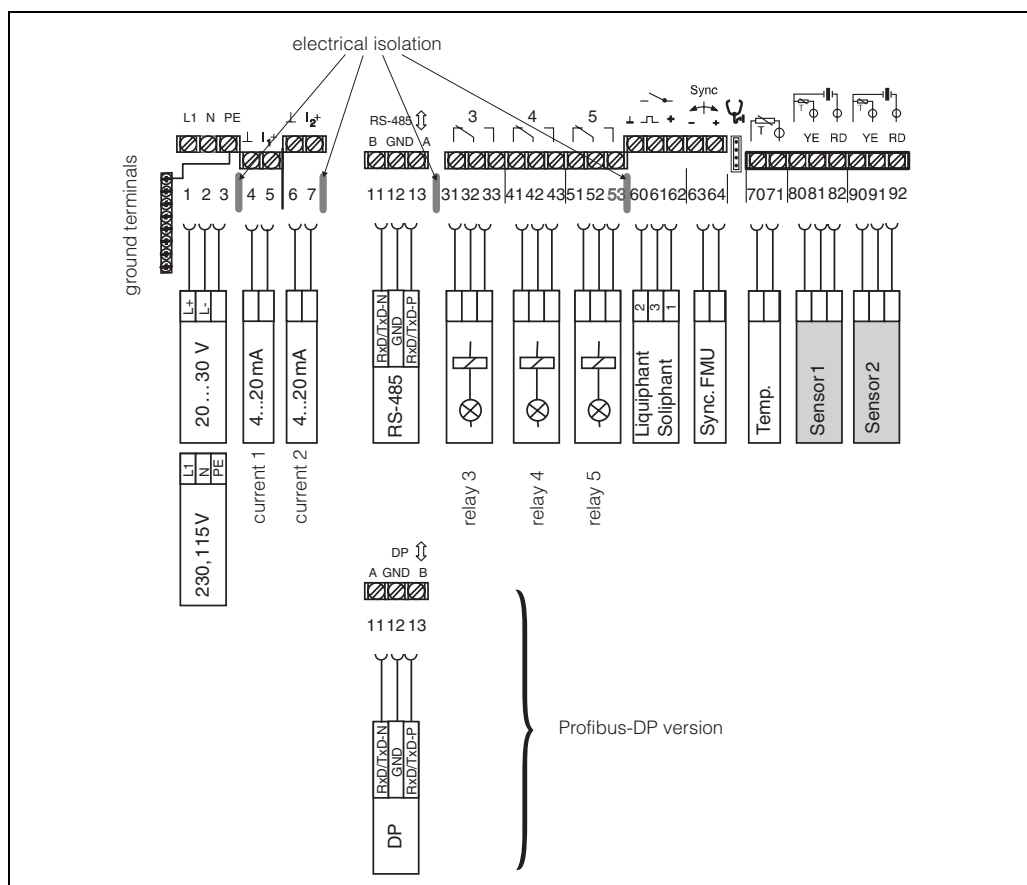 electrical isolation
L1 N PE
⊥ I1+
⊥ I2+
RS-485
B GND A
3
4
5
Sync
⊥ +
- +
T
T
YE RD
T
YE RD
ground terminals
1 2 3 4 5 6 7
11 12 13
31 32 33 41 42 43 51 52 53
60 61 62 63 64
70 71 80 81 82 90 91 92
L+ L-
20 ... 30 V
4...20mA
4...20mA
RxD/TxD-N
GND
RxD/TxD-P
RS-485
2 3 1
Liquiphant
Soliphant
Sync. FMU
Temp.
Sensor1
Sensor2
L1
N
PE
230,115V
current 1
current 2
relay 3
relay 4
relay 5
DP
A GND B
11 12 13
RxD/TxD-N
GND
RxD/TxD-P
DP
Profibus-DP version